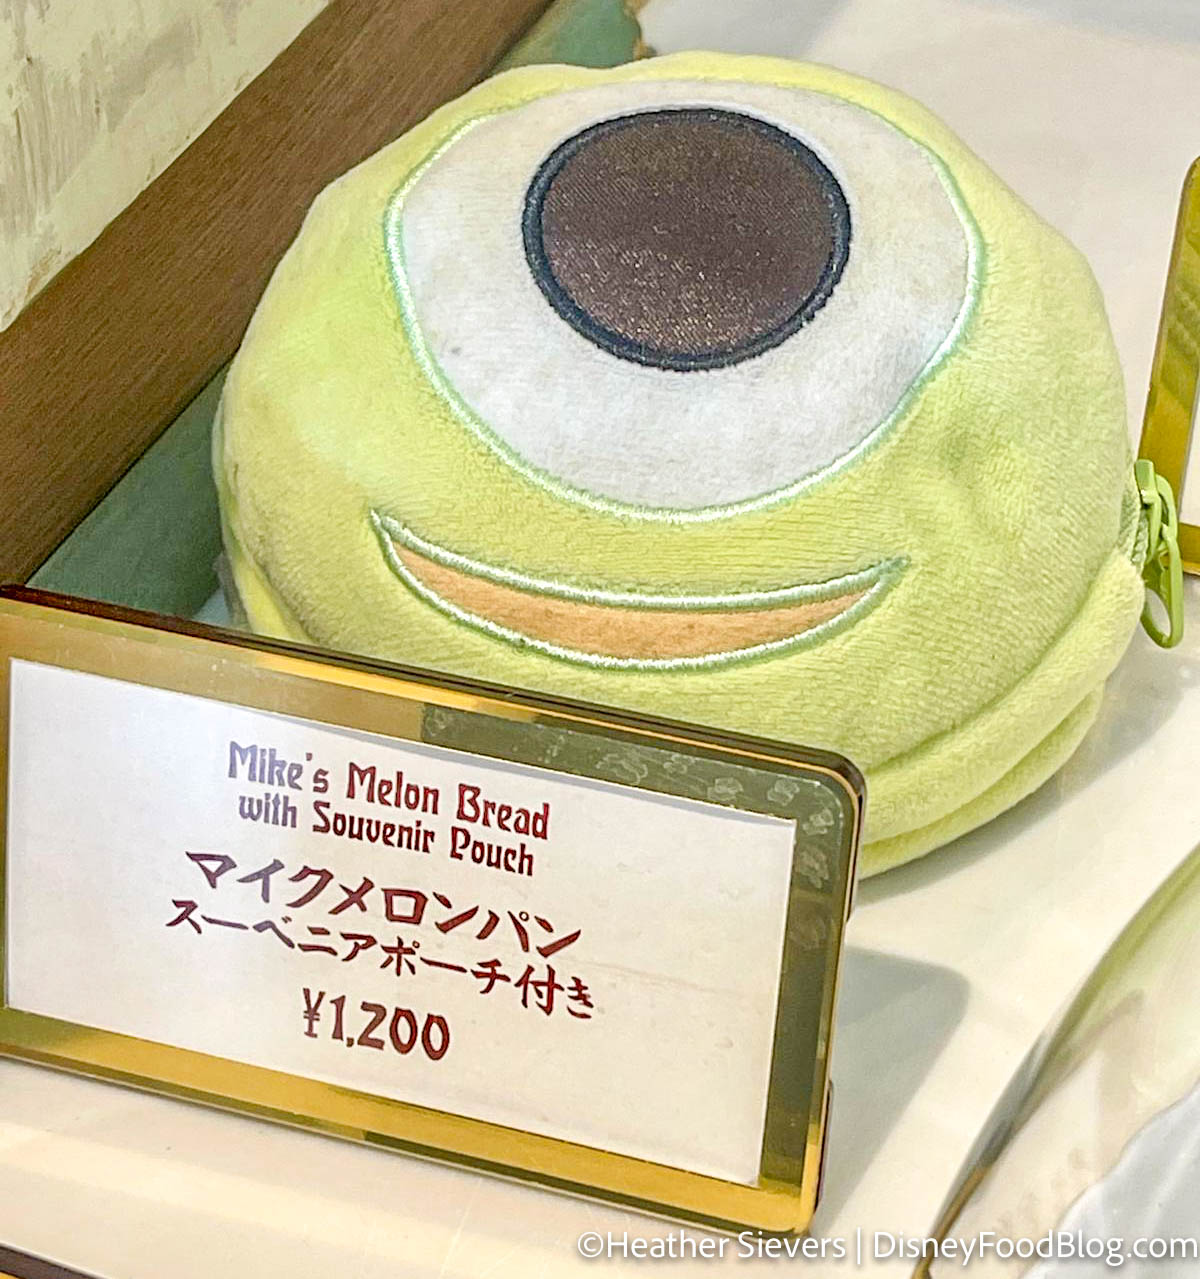 Mike's Melon Bread
with Souvenir Pouch
マイクメロンパン
スーベニアポーチ付き
¥1,200
©Heather Sievers | DisneyFoodBlog.com